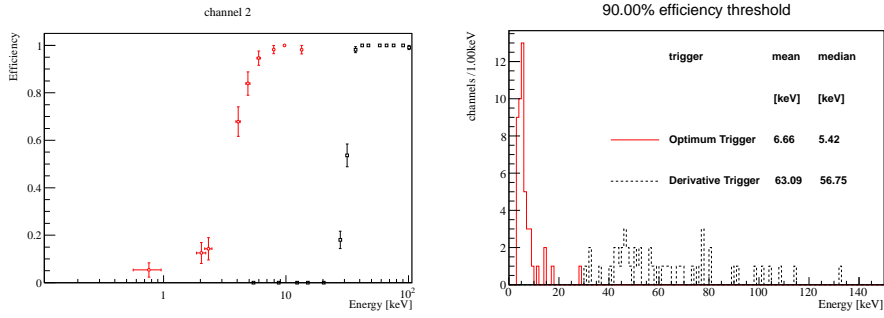 channel 2
Efficiency
1
0.8
0.6
0.4
0.2
0
1
10
10²
Energy [keV]
90.00% efficiency threshold
channels / 1.00keV
12
10
8
6
4
2
0
trigger mean median
[keV] [keV]
Optimum Trigger 6.66 5.42
Derivative Trigger 63.09 56.75
0 20 40 60 80 100 120 140
Energy [keV]